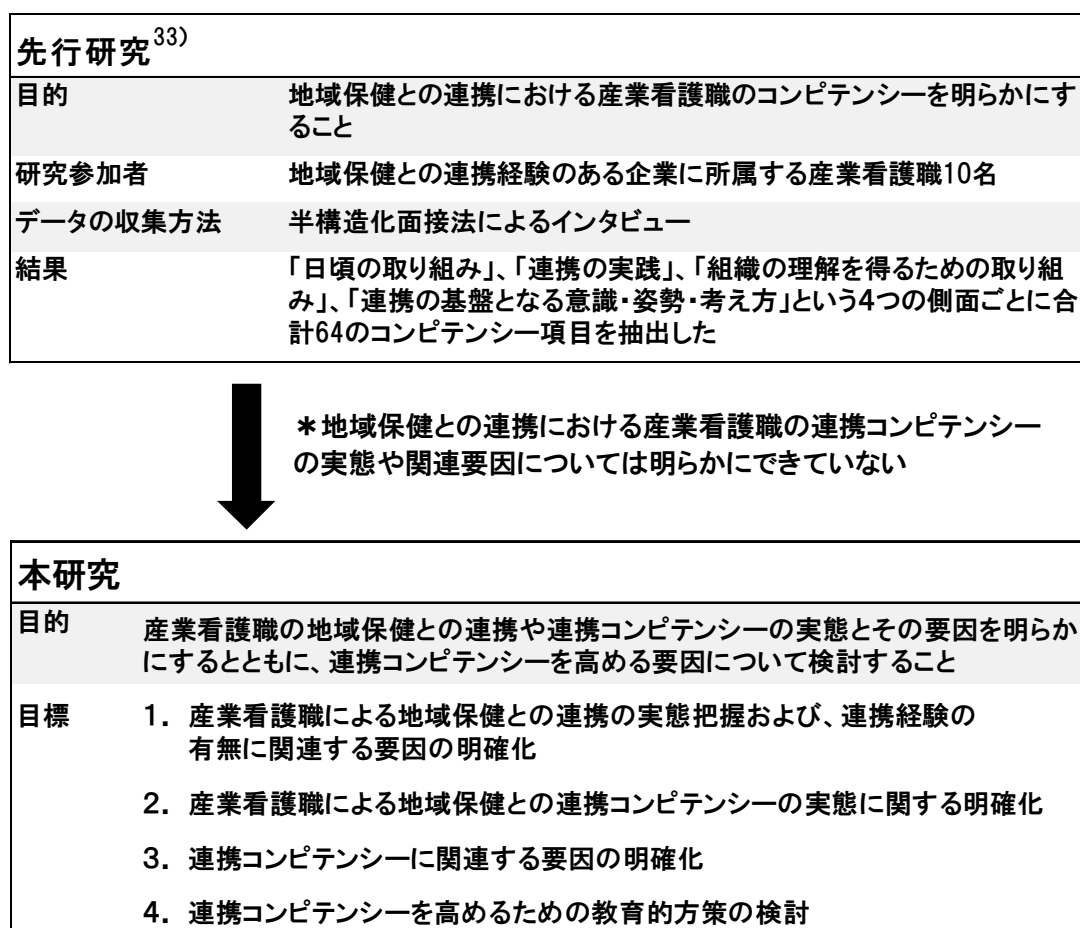 先行研究33)
目的 地域保健との連携における産業看護職のコンピテンシーを明らかにす
ること
研究参加者 地域保健との連携経験のある企業に所属する産業看護職10名
データの収集方法 半構造化面接法によるインタビュー
結果 「日頃の取り組み」、「連携の実践」、「組織の理解を得るための取り組
み」、「連携の基盤となる意識・姿勢・考え方」という4つの側面ごとに合
計64のコンピテンシー項目を抽出した
＊地域保健との連携における産業看護職の連携コンピテンシー
の実態や関連要因については明らかにできていない
本研究
目的 産業看護職の地域保健との連携や連携コンピテンシーの実態とその要因を明らか
にするとともに、連携コンピテンシーを高める要因について検討すること
目標 1. 産業看護職による地域保健との連携の実態把握および、連携経験の
有無に関連する要因の明確化
2. 産業看護職による地域保健との連携コンピテンシーの実態に関する明確化
3. 連携コンピテンシーに関連する要因の明確化
4. 連携コンピテンシーを高めるための教育的方策の検討